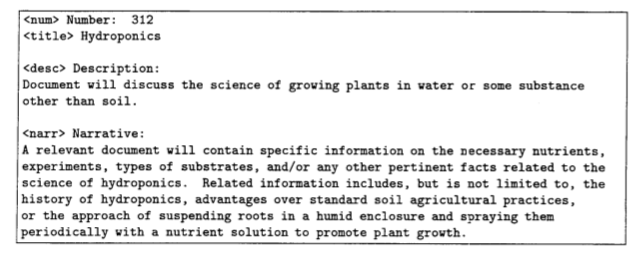 <num> Number: 312
<title> Hydroponics
<desc> Description:
Document will discuss the science of growing plants in water or some substance
other than soil.
<narr> Narrative:
A relevant document will contain specific information on the necessary nutrients,
experiments, types of substrates, and/or any other pertinent facts related to the
science of hydroponics. Related information includes, but is not limited to, the
history of hydroponics, advantages over standard soil agricultural practices,
or the approach of suspending roots in a humid enclosure and spraying them
periodically with a nutrient solution to promote plant growth.